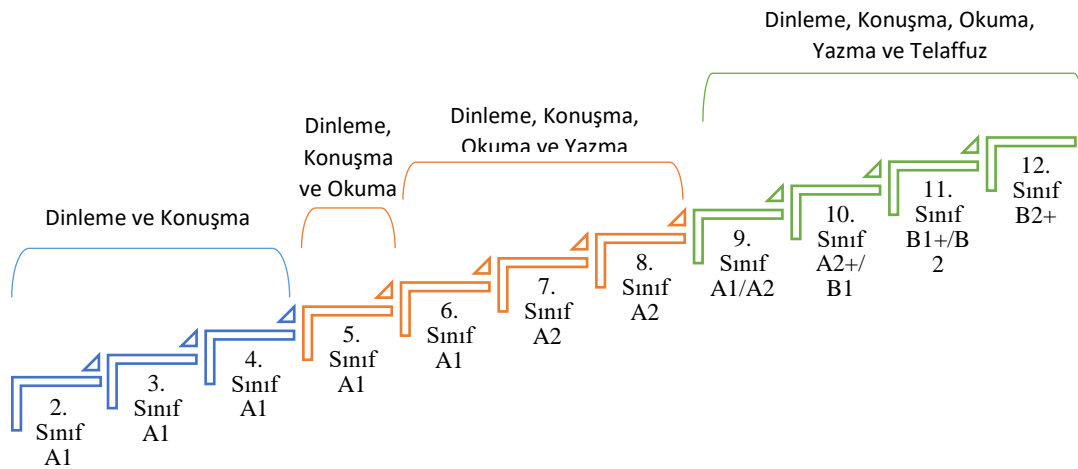 Dinleme ve Konuşma
Dinleme,
Konuşma
ve Okuma
Dinleme, Konuşma,
Okuma ve Yazma
Dinleme, Konuşma, Okuma,
Yazma ve Telaffuz
2.
Sınıf
A1
3.
Sınıf
A1
4.
Sınıf
A1
5.
Sınıf
A1
6.
Sınıf
A1
7.
Sınıf
A2
8.
Sınıf
A2
9.
Sınıf
A1/A2
10.
Sınıf
A2+/
B1
11.
Sınıf
B1+/B
2
12.
Sınıf
B2+